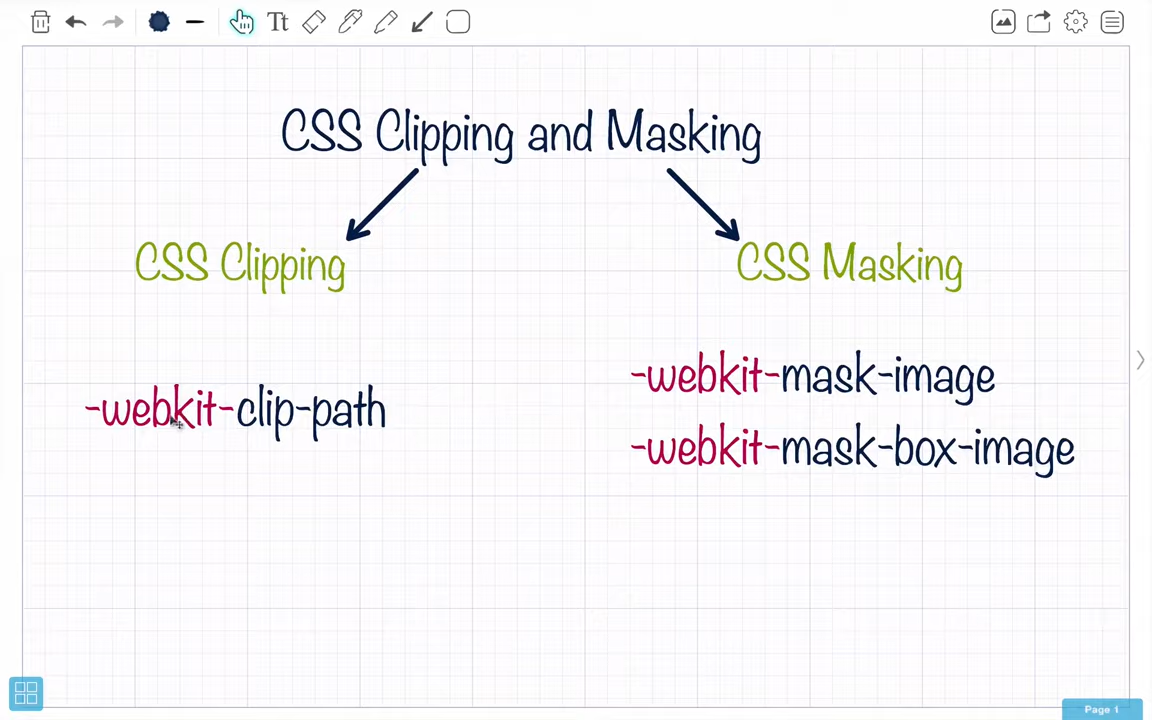 Tt
CSS Clipping and Masking
CSS Clipping
CSS Masking
-webkit-clip-path
-webkit-mask-image
-webkit-mask-box-image
Page 1